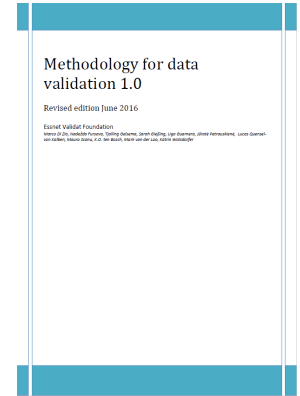 Methodology for data
validation 1.0
Revised edition June 2016
Essnet Validat Foundation
Marco Di Zio, Nadežda Fursova, Tjalling Gelsema, Sarah Gießing, Ugo Guarnera, Jūratė Petrauskienė, Lucas Quensel-
von Kalben, Mauro Scanu, K.O. ten Bosch, Mark van der Loo, Katrin Walsdorfer